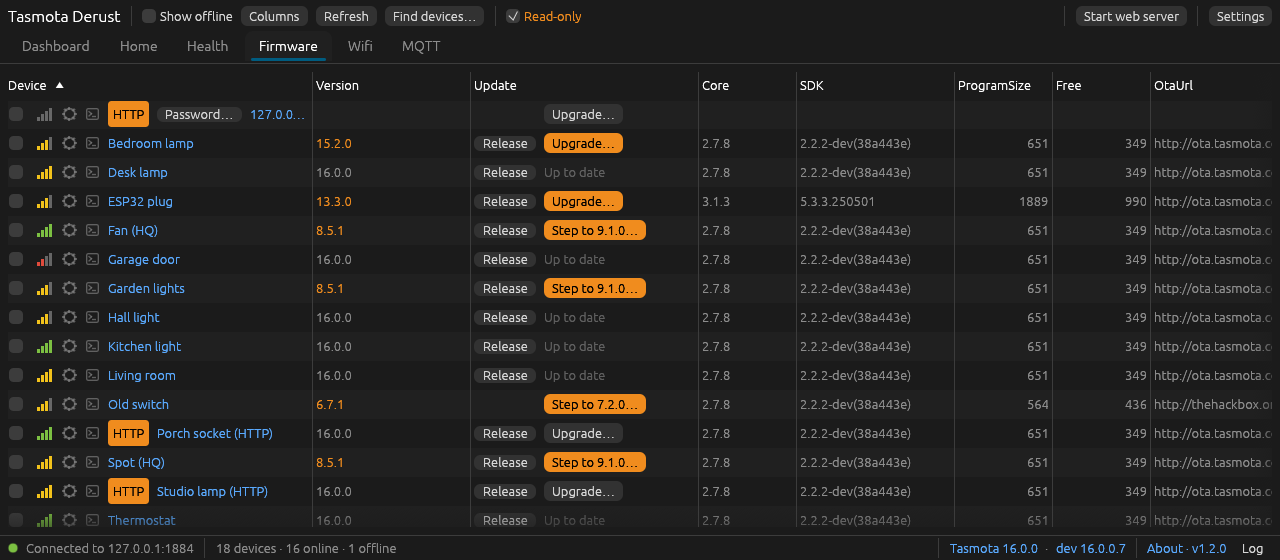 Tasmota Derust Show offline Columns Refresh Find devices… Read-only Start web server Settings
Dashboard Home Health Firmware Wifi MQTT
Device ▲ Version Update Core SDK ProgramSize Free OtaUrl
HTTP Password… 127.0.0… Upgrade…
Bedroom lamp 15.2.0 Release Upgrade… 2.7.8 2.2.2-dev(38a443e) 651 349 http://ota.tasmota.c
Desk lamp 16.0.0 Release Up to date 2.7.8 2.2.2-dev(38a443e) 651 349 http://ota.tasmota.c
ESP32 plug 13.3.0 Release Upgrade… 3.1.3 5.3.3.250501 1889 990 http://ota.tasmota.c
Fan (HQ) 8.5.1 Release Step to 9.1.0… 2.7.8 2.2.2-dev(38a443e) 651 349 http://ota.tasmota.c
Garage door 16.0.0 Release Up to date 2.7.8 2.2.2-dev(38a443e) 651 349 http://ota.tasmota.c
Garden lights 8.5.1 Release Step to 9.1.0… 2.7.8 2.2.2-dev(38a443e) 651 349 http://ota.tasmota.c
Hall light 16.0.0 Release Up to date 2.7.8 2.2.2-dev(38a443e) 651 349 http://ota.tasmota.c
Kitchen light 16.0.0 Release Up to date 2.7.8 2.2.2-dev(38a443e) 651 349 http://ota.tasmota.c
Living room 16.0.0 Release Up to date 2.7.8 2.2.2-dev(38a443e) 651 349 http://ota.tasmota.c
Old switch 6.7.1 Step to 7.2.0… 2.7.8 2.2.2-dev(38a443e) 564 436 http://thehackbox.or
HTTP Porch socket (HTTP) 16.0.0 Release Upgrade… 2.7.8 2.2.2-dev(38a443e) 651 349 http://ota.tasmota.c
Spot (HQ) 8.5.1 Release Step to 9.1.0… 2.7.8 2.2.2-dev(38a443e) 651 349 http://ota.tasmota.c
HTTP Studio lamp (HTTP) 16.0.0 Release Upgrade… 2.7.8 2.2.2-dev(38a443e) 651 349 http://ota.tasmota.c
Thermostat 16.0.0 Release Up to date 2.7.8 2.2.2-dev(38a443e) 651 349 http://ota.tasmota.c
Connected to 127.0.0.1:1884 18 devices · 16 online · 1 offline Tasmota 16.0.0 · dev 16.0.0.7 About · v1.2.0 Log